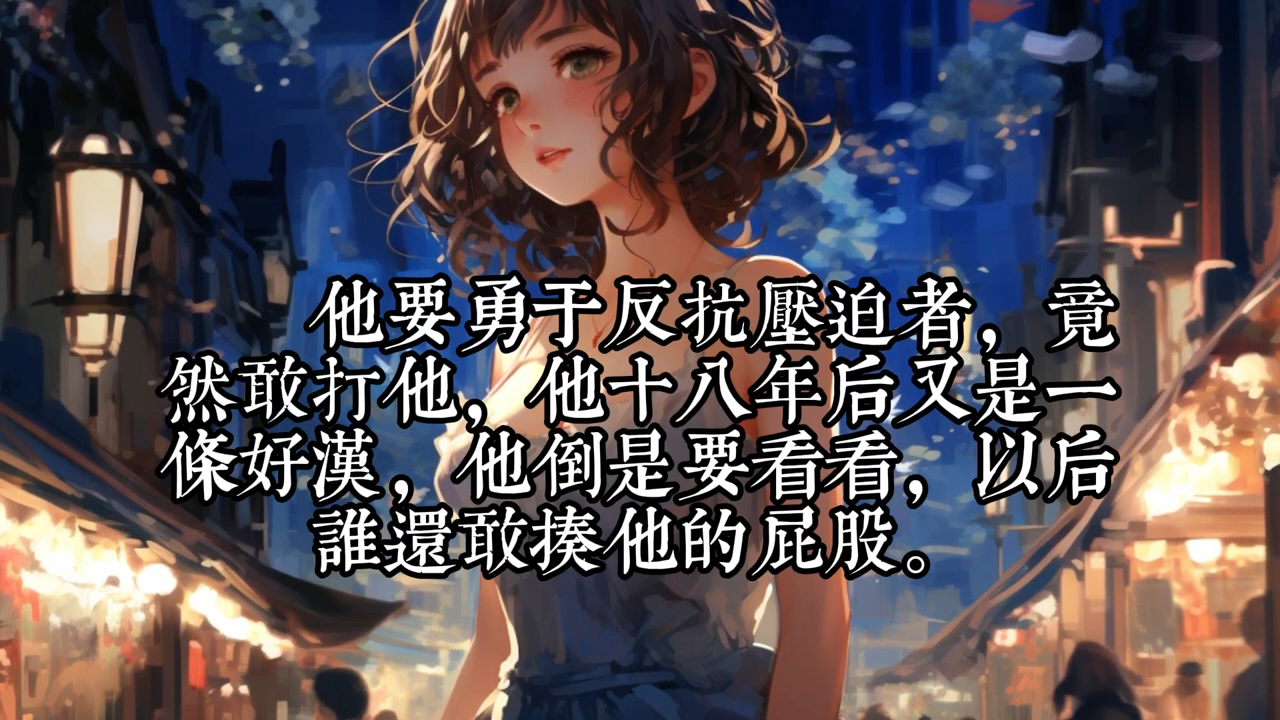 他要勇于反抗壓迫者，竟
然敢打他，他十八年后又是一
條好漢，他倒是要看看，以后
誰還敢揍他的屁股。